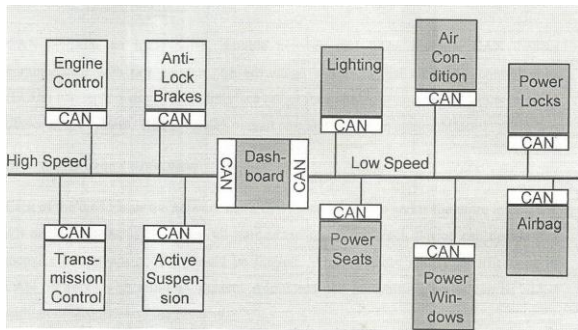 Engine
Control
CAN
Anti-
Lock
Brakes
CAN
Lighting
CAN
Air
Con-
dition
CAN
Power
Locks
CAN
High Speed
CAN
Dash-
board
CAN
Low Speed
CAN
Trans-
mission
Control
CAN
Active
Suspen-
sion
CAN
Power
Seats
CAN
Power
Win-
dows
CAN
Airbag